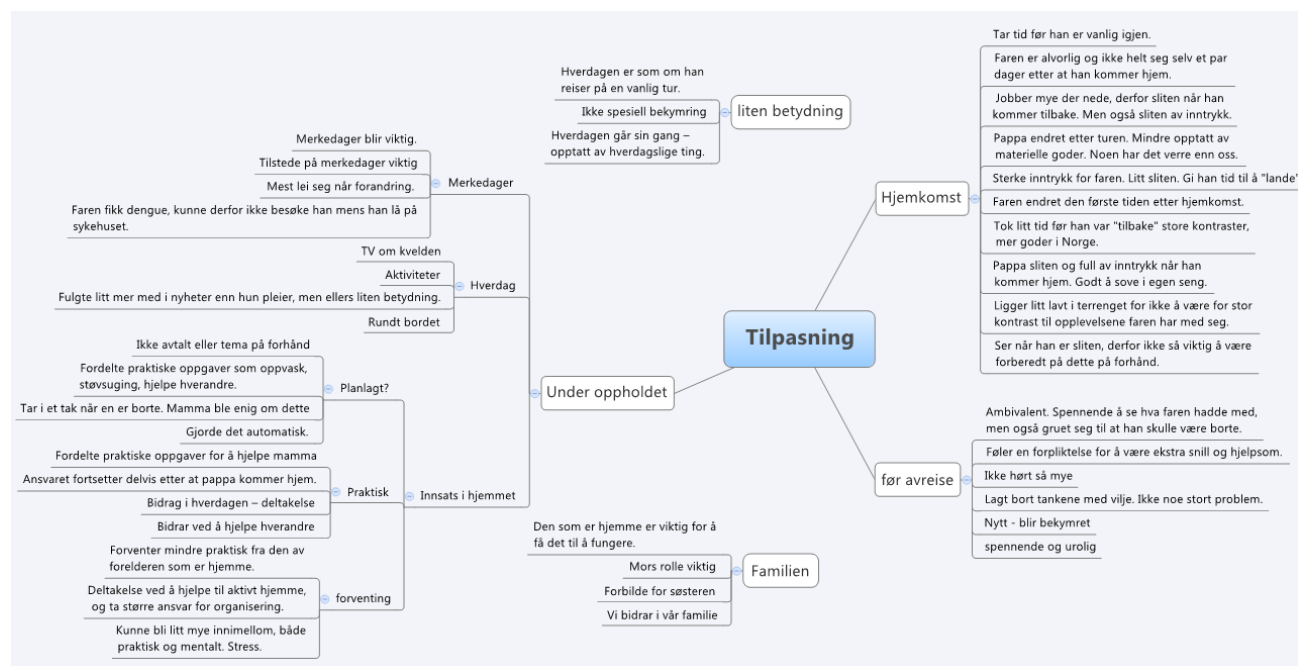 Tilpasning
Hjemkomst
Tar tid før han er vanlig igjen.
Faren er alvorlig og ikke helt seg selv et par
dager etter at han kommer hjem.
Jobber mye der nede, derfor sliten når han
kommer tilbake. Men også sliten av inntrykk.
Pappa endret etter turen. Mindre opptatt av
materielle goder. Noen har det verre enn oss.
Sterke inntrykk for faren. Litt sliten. Gi han tid til å "lande"
Faren endret den første tiden etter hjemkomst.
Tok litt tid før han var "tilbake" store kontraster,
mer goder i Norge.
Pappa sliten og full av inntrykk når han
kommer hjem. Godt å sove i egen seng.
Ligger litt lavt i terrenget for ikke å være for stor
kontrast til opplevelsene faren har med seg.
Ser når han er sliten, derfor ikke så viktig å være
forberedt på dette på forhånd.
før avreise
Ambivalent. Spennende å se hva faren hadde med,
men også gruet seg til at han skulle være borte.
Føler en forpliktelse for å være ekstra snill og hjelpsom.
Ikke hørt så mye
Lagt bort tankene med vilje. Ikke noe stort problem.
Nytt - blir bekymret
spennende og urolig
liten betydning
Hverdagen er som om han
reiser på en vanlig tur.
Ikke spesiell bekymring
Hverdagen går sin gang –
opptatt av hverdagslige ting.
Under oppholdet
Merkedager
Merkedager blir viktig.
Tilstede på merkedager viktig
Mest lei seg når forandring.
Faren fikk dengue, kunne derfor ikke besøke han mens han lå på
sykehuset.
Hverdag
TV om kvelden
Aktiviteter
Fulgte litt mer med i nyheter enn hun pleier, men ellers liten betydning.
Rundt bordet
Innsats i hjemmet
Planlagt?
Ikke avtalt eller tema på forhånd
Fordelte praktiske oppgaver som oppvask,
støvsuging, hjelpe hverandre.
Tar i et tak når en er borte. Mamma ble enig om dette
Gjorde det automatisk.
Praktisk
Fordelte praktiske oppgaver for å hjelpe mamma
Ansvaret fortsetter delvis etter at pappa kommer hjem.
Bidrag i hverdagen – deltakelse
Bidrar ved å hjelpe hverandre
forventing
Forventer mindre praktisk fra den av
forelderen som er hjemme.
Deltakelse ved å hjelpe til aktivt hjemme,
og ta større ansvar for organisering.
Kunne bli litt mye innimellom, både
praktisk og mentalt. Stress.
Familien
Den som er hjemme er viktig for å
få det til å fungere.
Mors rolle viktig
Forbilde for søsteren
Vi bidrar i vår familie